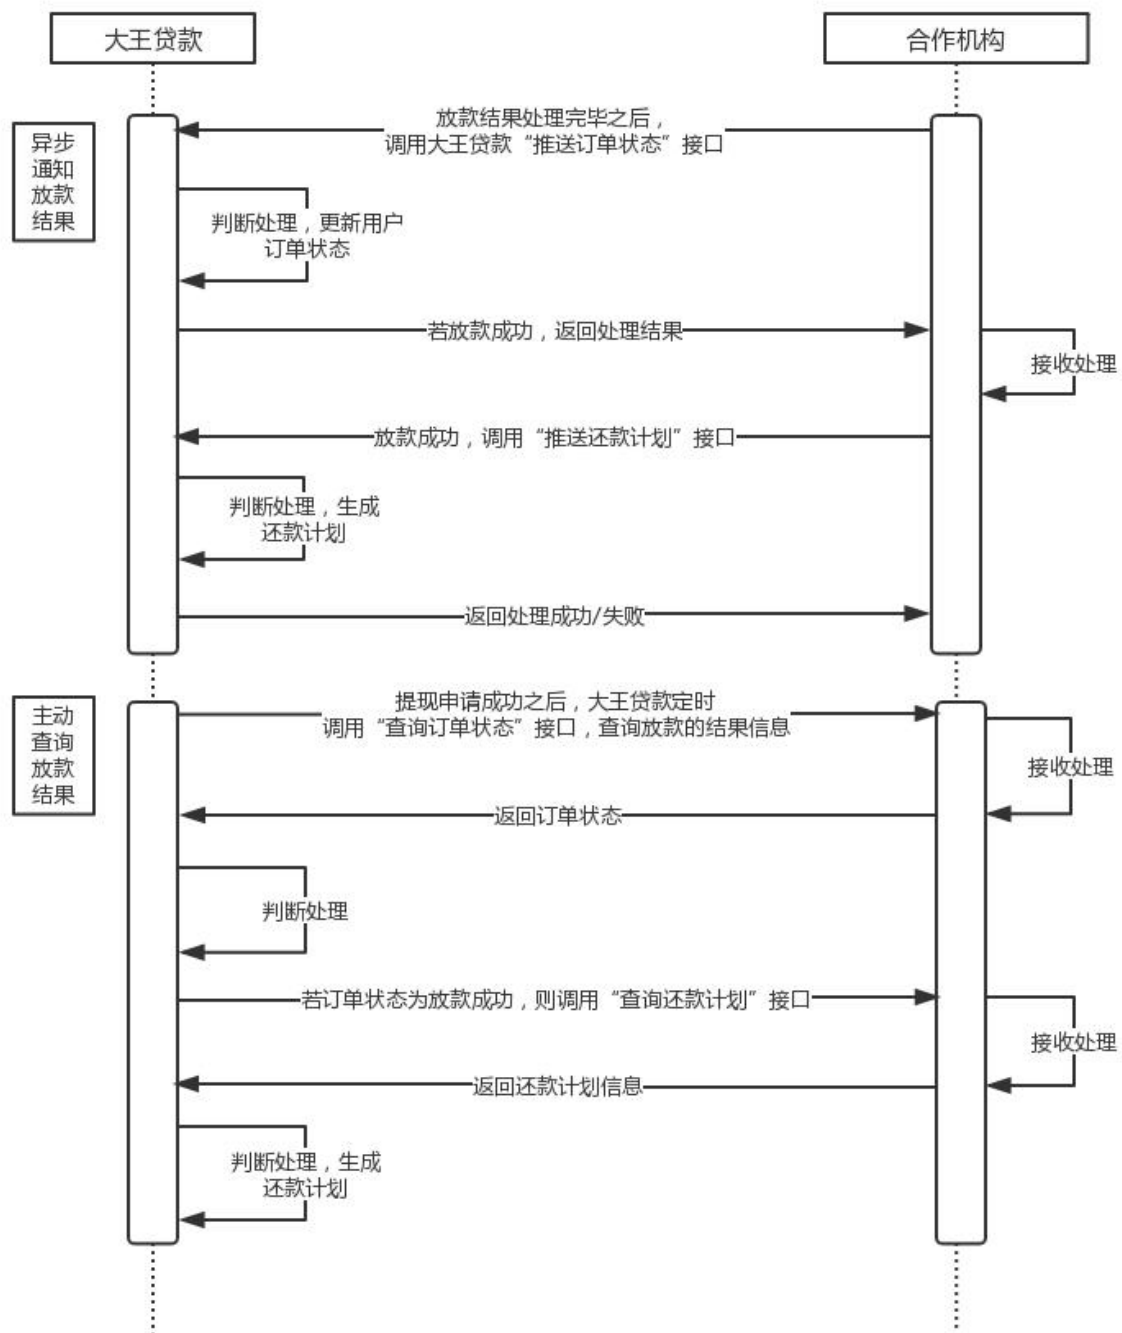 大王贷款
合作机构
异步
通知
放款
结果
放款结果处理完毕之后，
调用大王贷款“推送订单状态”接口
判断处理，更新用户
订单状态
若放款成功，返回处理结果
接收处理
放款成功，调用“推送还款计划”接口
判断处理，生成
还款计划
返回处理成功/失败
主动
查询
放款
结果
提现申请成功之后，大王贷款定时
调用“查询订单状态”接口，查询放款的结果信息
接收处理
返回订单状态
判断处理
若订单状态为放款成功，则调用“查询还款计划”接口
接收处理
返回还款计划信息
判断处理，生成
还款计划